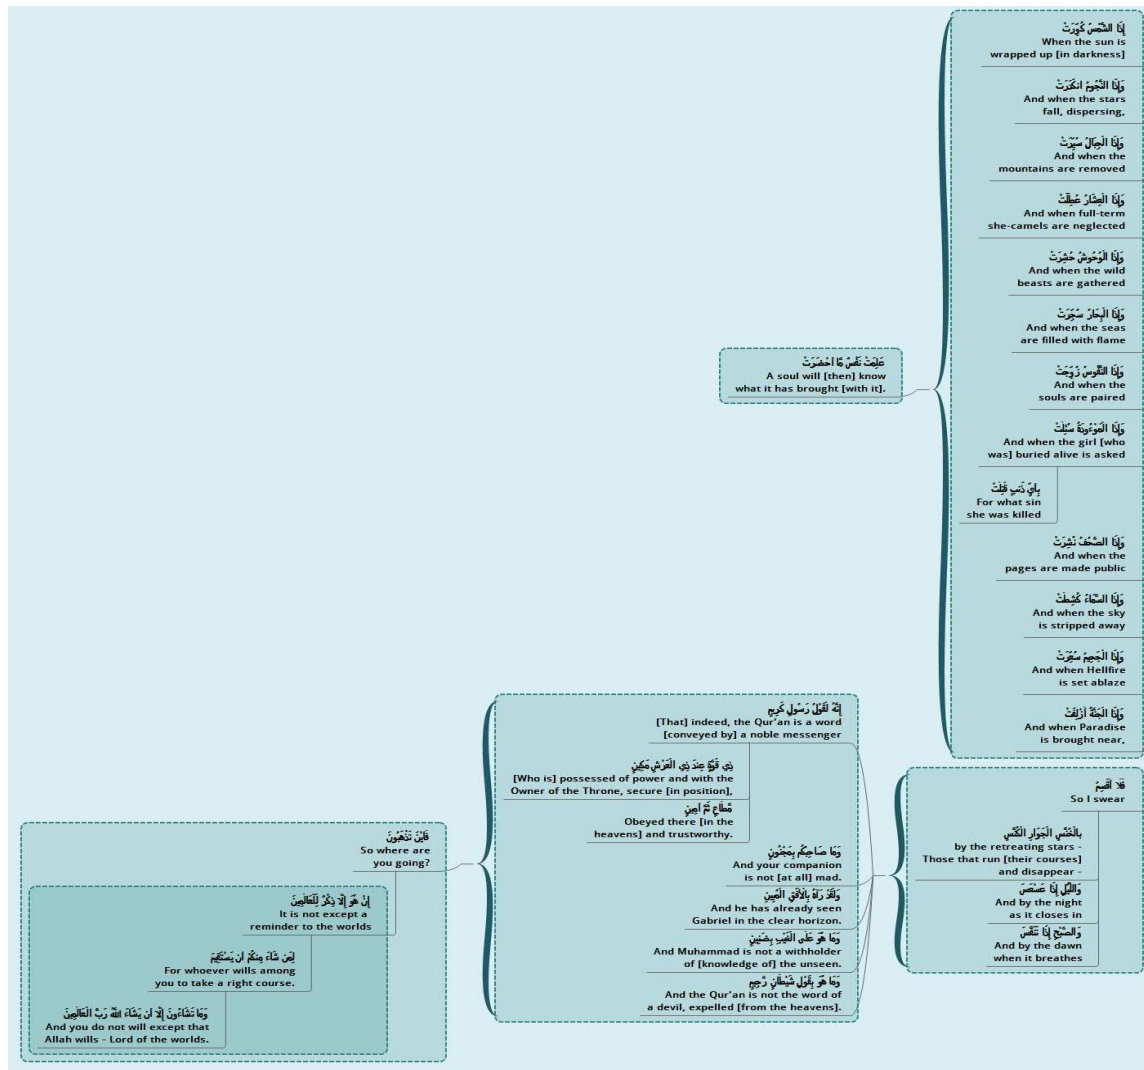 إِذَا الشَّمْسُ كُوِّرَتْ
When the sun is
wrapped up [in darkness]
وَإِذَا النُّجُومُ انكَدَرَتْ
And when the stars
fall, dispersing,
وَإِذَا الْجِبَالُ سُيِّرَتْ
And when the
mountains are removed
وَإِذَا الْعِشَارُ عُطِّلَتْ
And when full-term
she-camels are neglected
وَإِذَا الْوُحُوشُ حُشِرَتْ
And when the wild
beasts are gathered
وَإِذَا الْبِحَارُ سُجِّرَتْ
And when the seas
are filled with flame
وَإِذَا النُّفُوسُ زُوِّجَتْ
And when the
souls are paired
وَإِذَا الْمَوْءُودَةُ سُئِلَتْ
And when the girl [who
was] buried alive is asked
بِأَيِّ ذَنبٍ قُتِلَتْ
For what sin
she was killed
وَإِذَا الصُّحُفُ نُشِرَتْ
And when the
pages are made public
وَإِذَا السَّمَاءُ كُشِطَتْ
And when the sky
is stripped away
وَإِذَا الْجَحِيمُ سُعِّرَتْ
And when Hellfire
is set ablaze
وَإِذَا الْجَنَّةُ أُزْلِفَتْ
And when Paradise
is brought near,
عَلِمَتْ نَفْسٌ مَّا أَحْضَرَتْ
A soul will [then] know
what it has brought [with it].
فَلَا أُقْسِمُ
So I swear
بِالْخُنَّسِ الْجَوَارِ الْكُنَّسِ
by the retreating stars -
Those that run [their courses]
and disappear -
وَاللَّيْلِ إِذَا عَسْعَسَ
And by the night
as it closes in
وَالصُّبْحِ إِذَا تَنَفَّسَ
And by the dawn
when it breathes
إِنَّهُ لَقَوْلُ رَسُولٍ كَرِيمٍ
[That] indeed, the Qur'an is a word
[conveyed by] a noble messenger
ذِي قُوَّةٍ عِندَ ذِي الْعَرْشِ مَكِينٍ
[Who is] possessed of power and with the
Owner of the Throne, secure [in position],
مُّطَاعٍ ثَمَّ أَمِينٍ
Obeyed there [in the
heavens] and trustworthy.
وَمَا صَاحِبُكُم بِمَجْنُونٍ
And your companion
is not [at all] mad.
وَلَقَدْ رَآهُ بِالْأُفُقِ الْمُبِينِ
And he has already seen
Gabriel in the clear horizon.
وَمَا هُوَ عَلَى الْغَيْبِ بِضَنِينٍ
And Muhammad is not a withholder
of [knowledge of] the unseen.
وَمَا هُوَ بِقَوْلِ شَيْطَانٍ رَّجِيمٍ
And the Qur'an is not the word of
a devil, expelled [from the heavens].
فَأَيْنَ تَذْهَبُونَ
So where are
you going?
إِنْ هُوَ إِلَّا ذِكْرٌ لِّلْعَالَمِينَ
It is not except a
reminder to the worlds
لِمَن شَاءَ مِنكُمْ أَن يَسْتَقِيمَ
For whoever wills among
you to take a right course.
وَمَا تَشَاءُونَ إِلَّا أَن يَشَاءَ اللَّهُ رَبُّ الْعَالَمِينَ
And you do not will except that
Allah wills - Lord of the worlds.